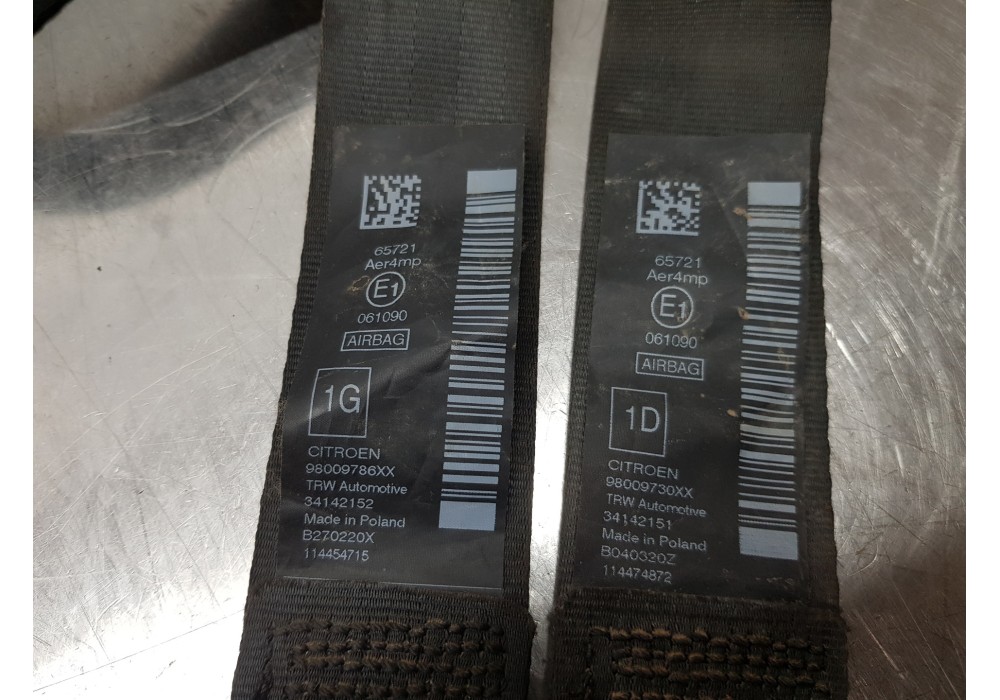 65721
Aer4mp
E1
061090
AIRBAG
1G
CITROEN
98009786XX
TRW Automotive
34142152
Made in Poland
B270220X
114454715
65721
Aer4mp
E1
061090
AIRBAG
1D
CITROEN
98009730XX
TRW Automotive
34142151
Made in Poland
B040320Z
114474872